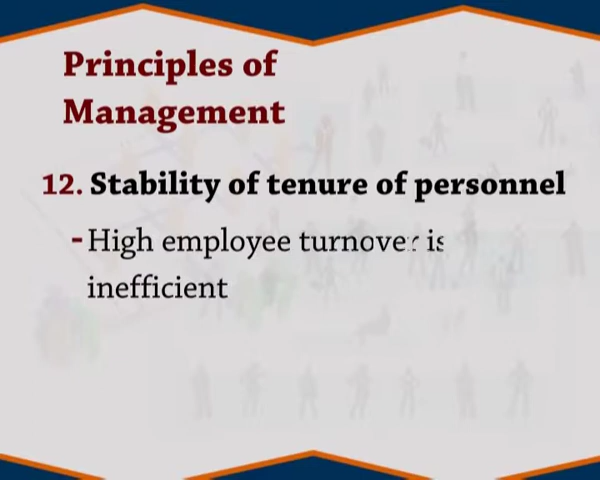 Principles of
Management
12. Stability of tenure of personnel
- High employee turnover is
inefficient